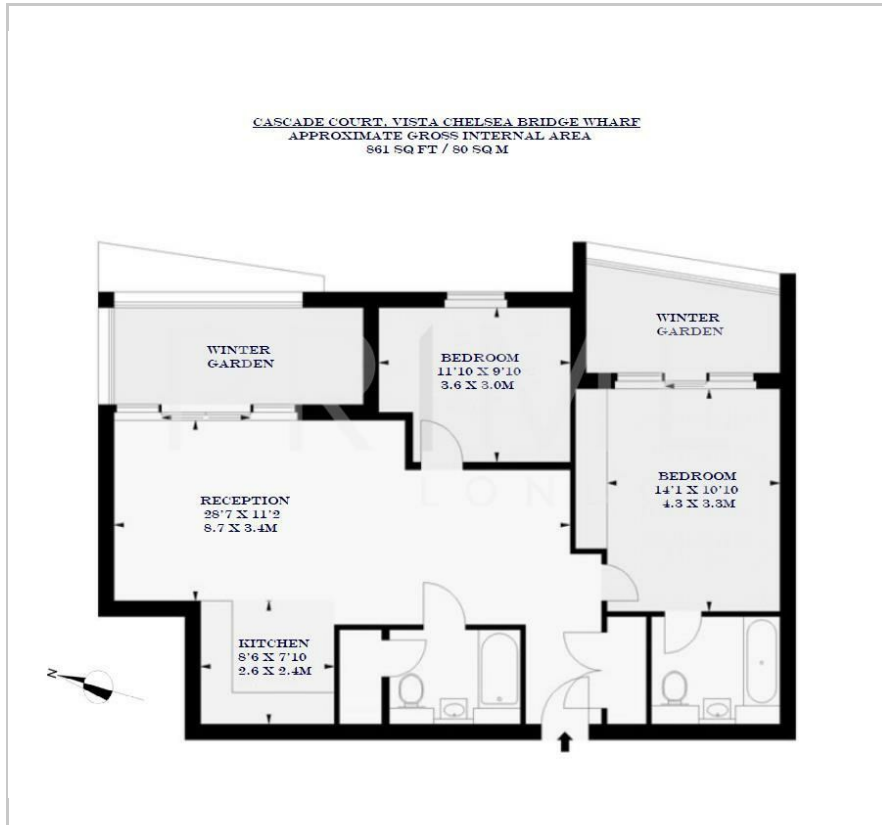 CASCADE COURT, VISTA CHELSEA BRIDGE WHARF
APPROXIMATE GROSS INTERNAL AREA
861 SQ FT / 80 SQ M
WINTER
GARDEN
BEDROOM
11'10 X 9'10
3.6 X 3.0M
WINTER
GARDEN
RECEPTION
28'7 X 11'2
8.7 X 3.4M
BEDROOM
14'1 X 10'10
4.3 X 3.3M
KITCHEN
8'6 X 7'10
2.6 X 2.4M
N
PRIME
LONDON